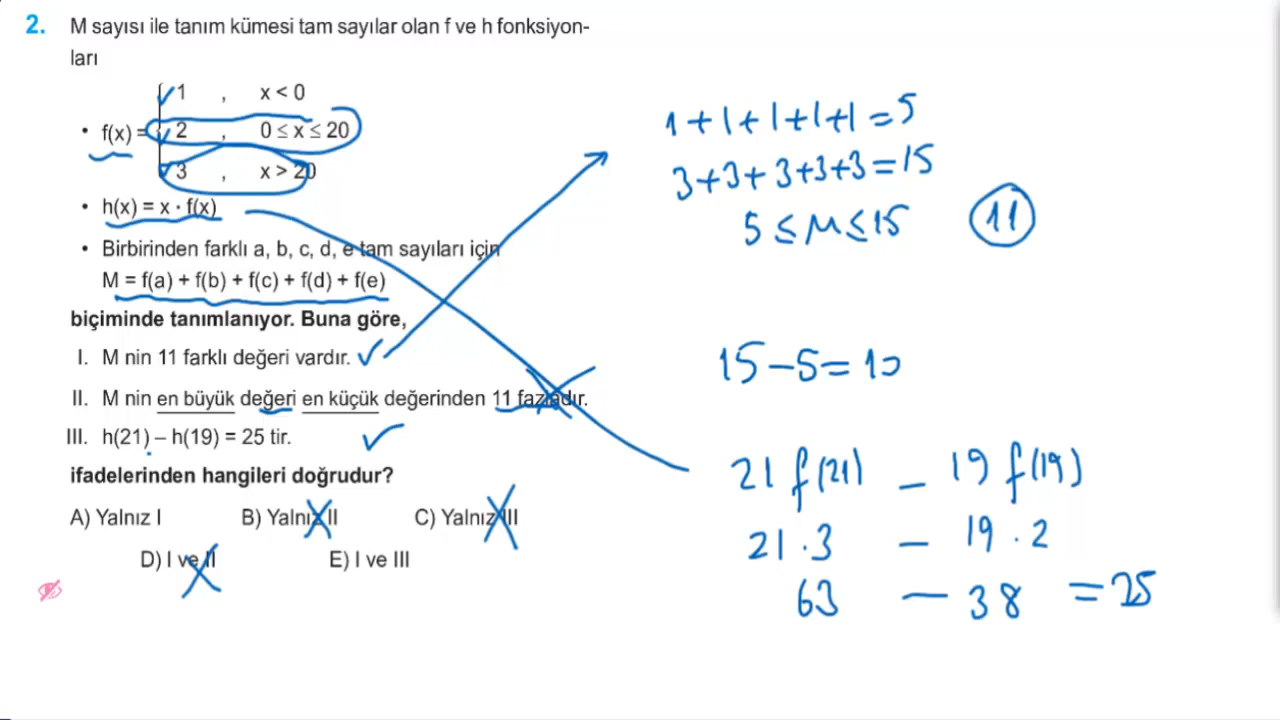 2. M sayısı ile tanım kümesi tam sayılar olan f ve h fonksiyon-
ları
1 , x < 0
• f(x) = 2 , 0 ≤ x ≤ 20
3 , x > 20
• h(x) = x · f(x)
• Birbirinden farklı a, b, c, d, e tam sayıları için
M = f(a) + f(b) + f(c) + f(d) + f(e)
biçiminde tanımlanıyor. Buna göre,
I. M nin 11 farklı değeri vardır.
II. M nin en büyük değeri en küçük değerinden 11 fazladır.
III. h(21) – h(19) = 25 tir.
ifadelerinden hangileri doğrudur?
A) Yalnız I B) Yalnız II C) Yalnız III
D) I ve II E) I ve III
1+1+1+1+1=5
3+3+3+3+3=15
5 ≤ M ≤ 15 11
15-5=10
21 f(21) - 19 f(19)
21.3 - 19.2
63 - 38 = 25